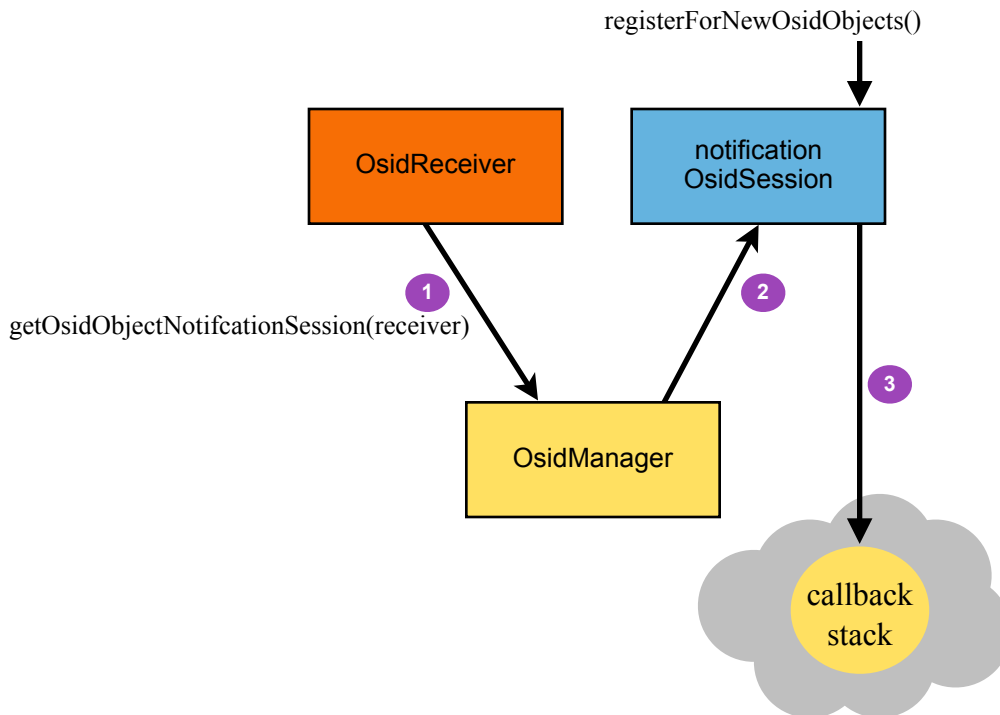 registerForNewOsidObjects()
OsidReceiver
notification
OsidSession
1
2
getOsidObjectNotifcationSession(receiver)
3
OsidManager
callback
stack